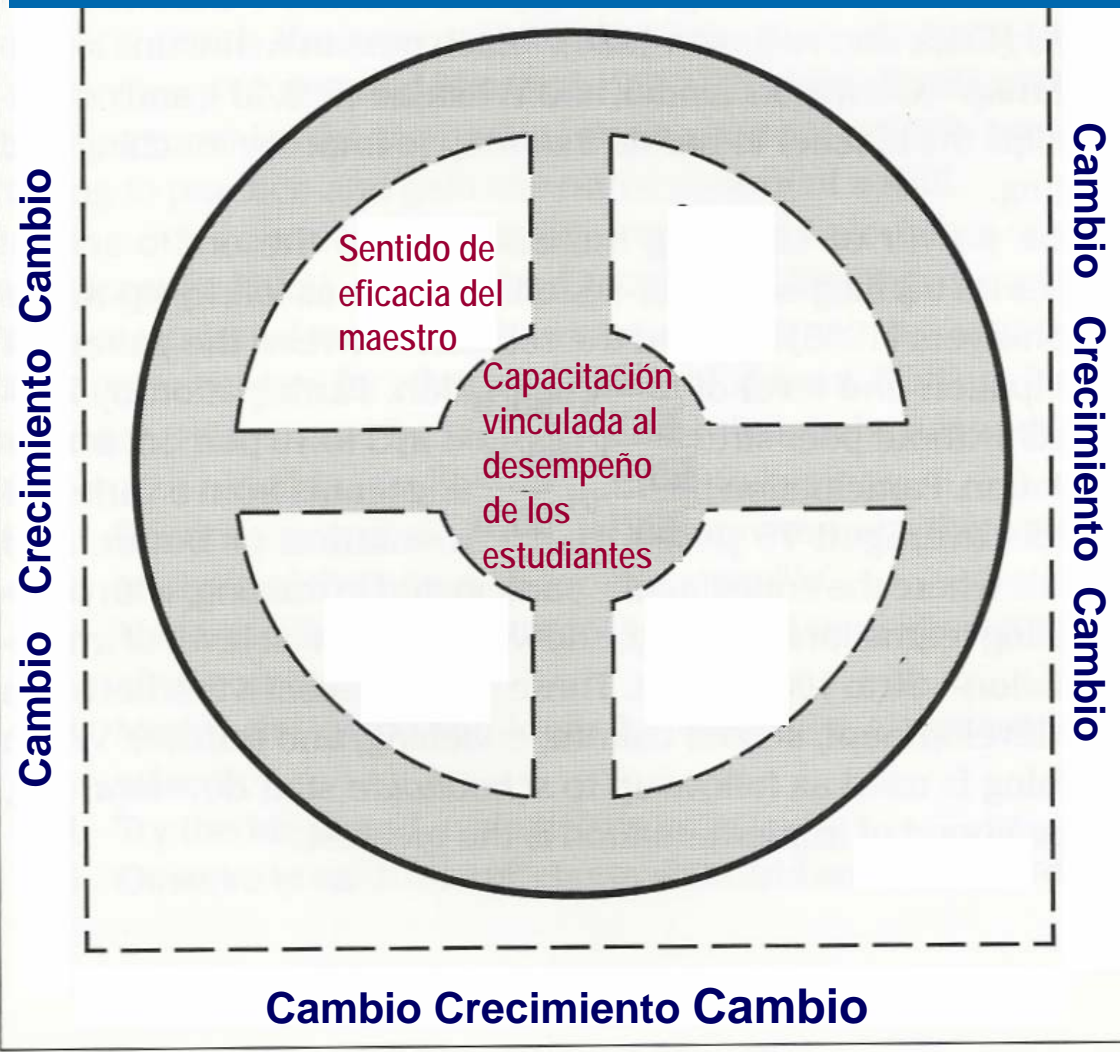 Cambio Crecimiento Cambio
Sentido de
eficacia del
maestro
Capacitación
vinculada al
desempeño
de los
estudiantes
Cambio Crecimiento Cambio
Cambio Crecimiento Cambio